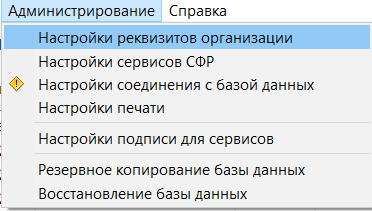 Администрирование Справка
Настройки реквизитов организации
Настройки сервисов СФР
Настройки соединения с базой данных
Настройки печати
Настройки подписи для сервисов
Резервное копирование базы данных
Восстановление базы данных